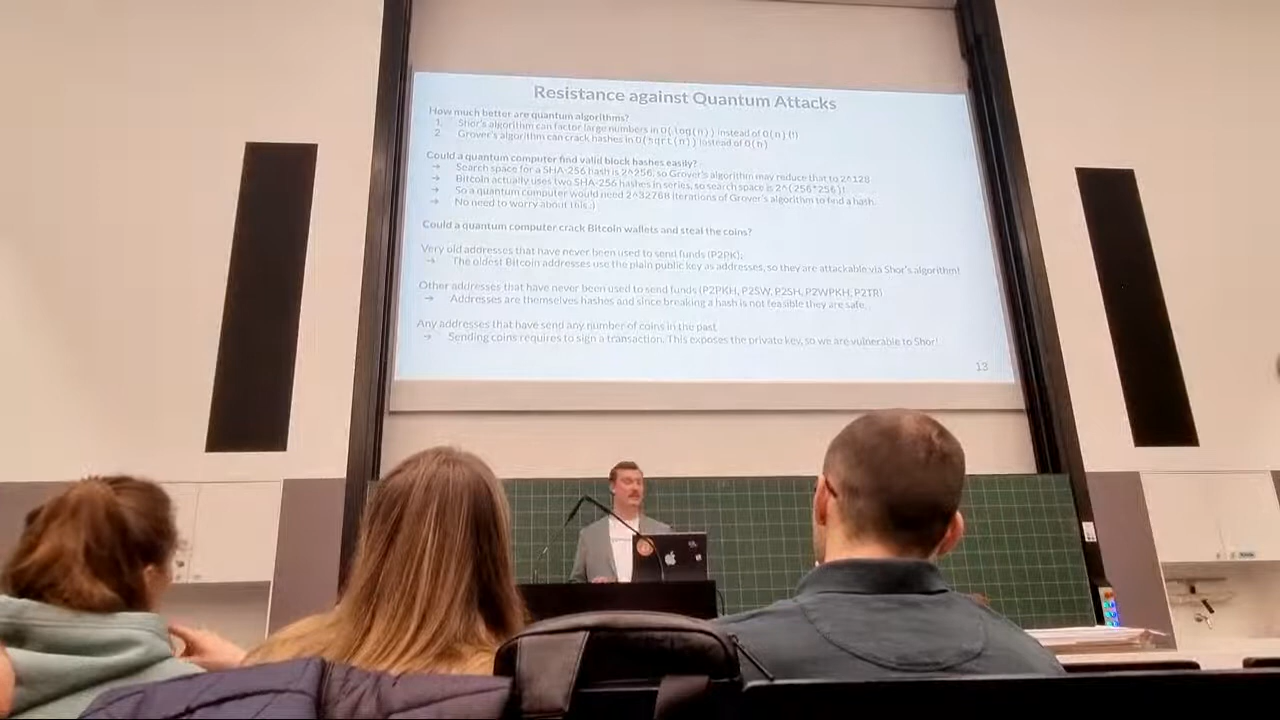 Resistance against Quantum Attacks
How much better are quantum algorithms?
1. Shor's algorithm can factor large numbers in O(log(n)) instead of O(n)(!)
2. Grover's algorithm can crack hashes in O(sqrt(n)) instead of O(n)
Could a quantum computer find valid block hashes easily?
→ Search space for a SHA-256 hash is 2^256, so Grover's algorithm may reduce that to 2^128
→ Bitcoin actually uses two SHA-256 hashes in series, so search space is 2^(256*256)!
→ So a quantum computer would need 2^32768 iterations of Grover's algorithm to find a hash.
→ No need to worry about this :)
Could a quantum computer crack Bitcoin wallets and steal the coins?
Very old addresses that have never been used to send funds (P2PK);
→ The oldest Bitcoin addresses use the plain public key as addresses, so they are attackable via Shor's algorithm!
Other addresses that have never been used to send funds (P2PKH, P2SW, P2SH, P2WPKH, P2TR)
→ Addresses are themselves hashes and since breaking a hash is not feasible they are safe.
Any addresses that have send any number of coins in the past
→ Sending coins requires to sign a transaction. This exposes the private key, so we are vulnerable to Shor!
13